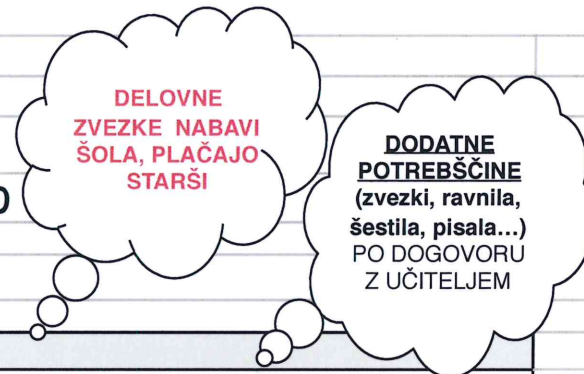 DELOVNE
ZVEZKE NABAVI
ŠOLA, PLAČAJO
STARŠI
DODATNE
POTREBŠČINE
(zvezki, ravnila,
šestila, pisala...)
PO DOGOVORU
Z UČITELJEM